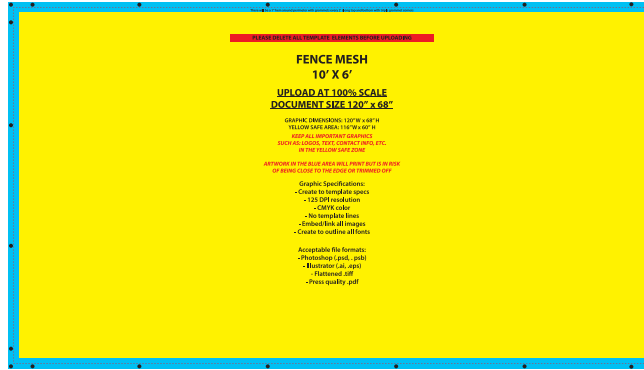 PLEASE DELETE ALL TEMPLATE ELEMENTS BEFORE UPLOADING
FENCE MESH
10' X 6'
UPLOAD AT 100% SCALE
DOCUMENT SIZE 120" x 68"
GRAPHIC DIMENSIONS: 120"W x 68"H
YELLOW SAFE AREA: 116"W x 60" H
KEEP ALL IMPORTANT GRAPHICS
SUCH AS: LOGOS, TEXT, CONTACT INFO, ETC.
IN THE YELLOW SAFE ZONE
ARTWORK IN THE BLUE AREA WILL PRINT BUT IS IN RISK
OF BEING CLOSE TO THE EDGE OR TRIMMED OFF
Graphic Specifications:
- Create to template specs
- 125 DPI resolution
- CMYK color
- No template lines
- Embed/link all images
- Create to outline all fonts
Acceptable file formats:
- Photoshop (.psd, .psb)
- Illustrator (.ai, .eps)
- Flattened .tiff
- Press quality .pdf